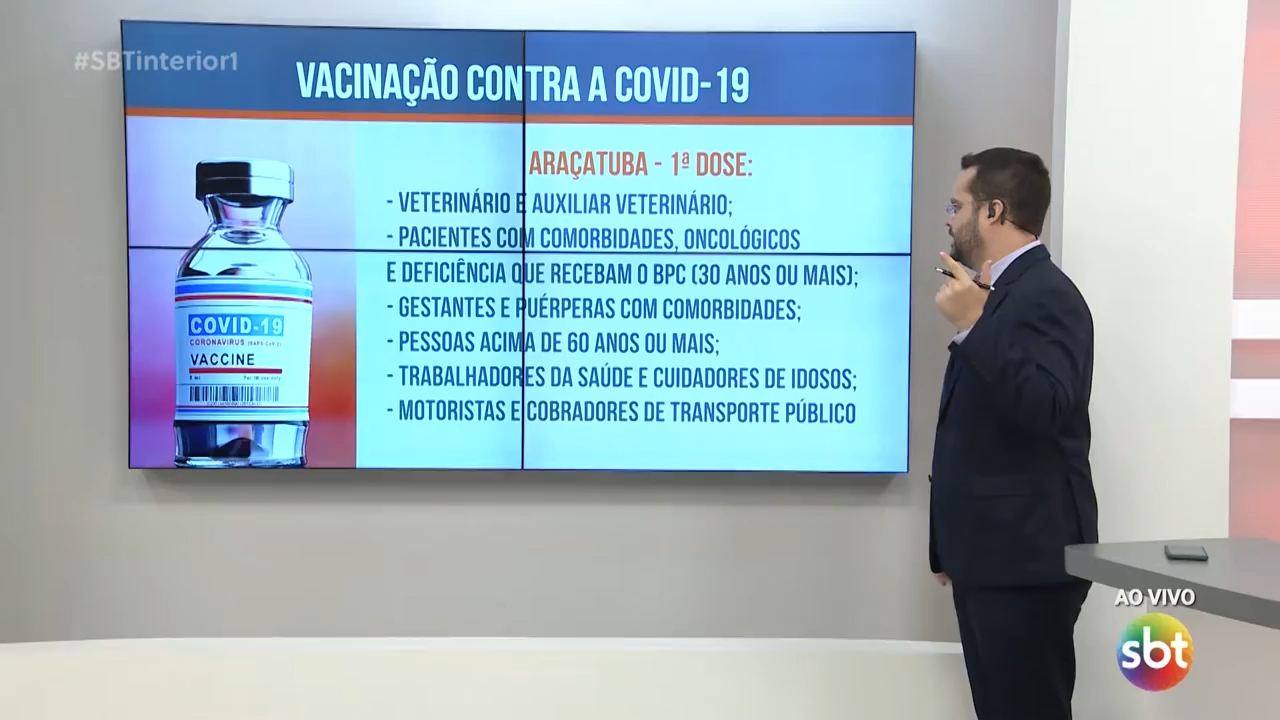 #SBTinterior1
VACINAÇÃO CONTRA A COVID-19
ARAÇATUBA - 1ª DOSE:
- VETERINÁRIO E AUXILIAR VETERINÁRIO;
- PACIENTES COM COMORBIDADES, ONCOLÓGICOS
E DEFICIÊNCIA QUE RECEBAM O BPC (30 ANOS OU MAIS);
- GESTANTES E PUÉRPERAS COM COMORBIDADES;
- PESSOAS ACIMA DE 60 ANOS OU MAIS;
- TRABALHADORES DA SAÚDE E CUIDADORES DE IDOSOS;
- MOTORISTAS E COBRADORES DE TRANSPORTE PÚBLICO
COVID-19
CORONAVIRUS
VACCINE
AO VIVO
sbt